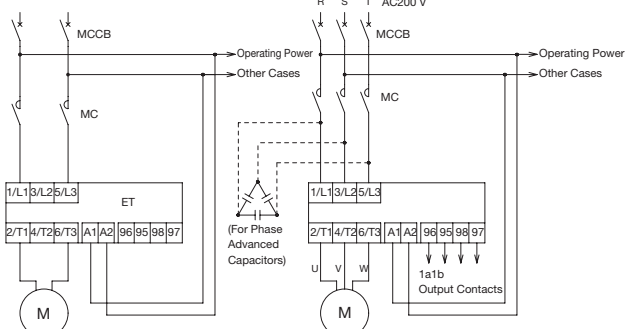 R S T AC200 V
MCCB
Operating Power
Other Cases
MC
1/L1 3/L2 5/L3
ET
2/T1 4/T2 6/T3 A1 A2 96 95 98 97
M
MCCB
Operating Power
Other Cases
MC
(For Phase
Advanced
Capacitors)
1/L1 3/L2 5/L3
2/T1 4/T2 6/T3 A1 A2 96 95 98 97
U V W
1a1b
Output Contacts
M